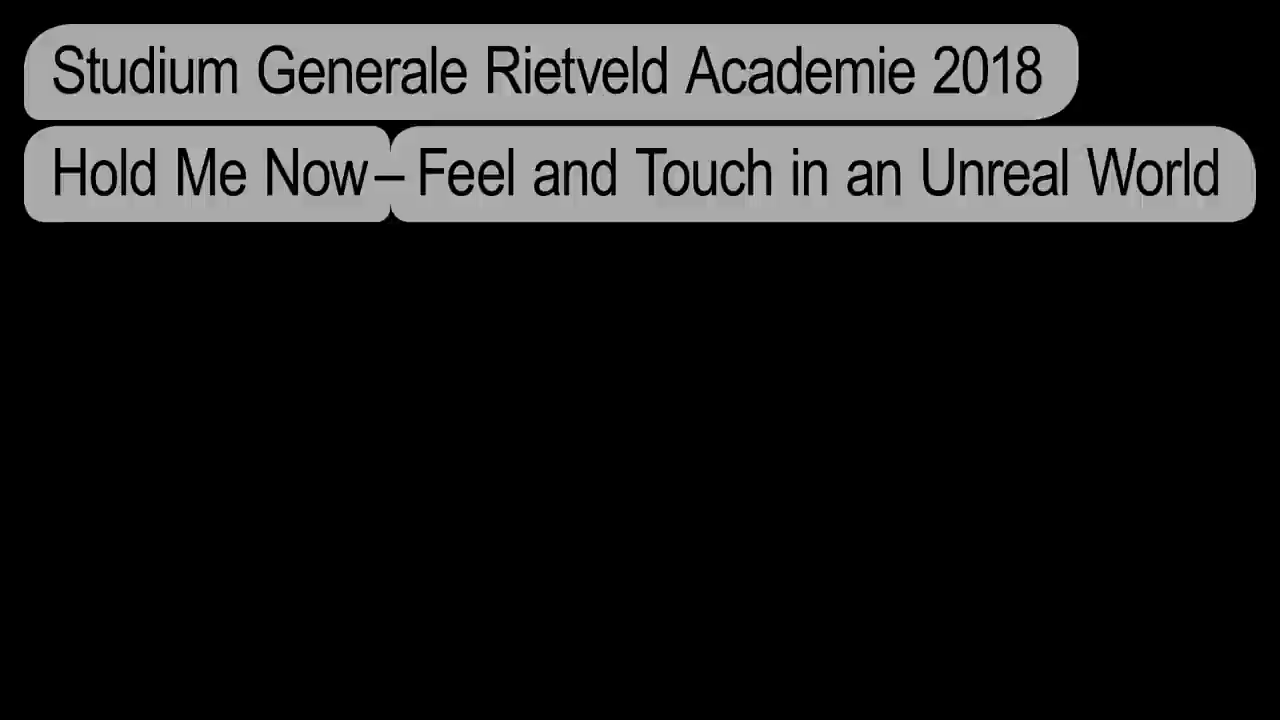 Studium Generale Rietveld Academie 2018
Hold Me Now – Feel and Touch in an Unreal World